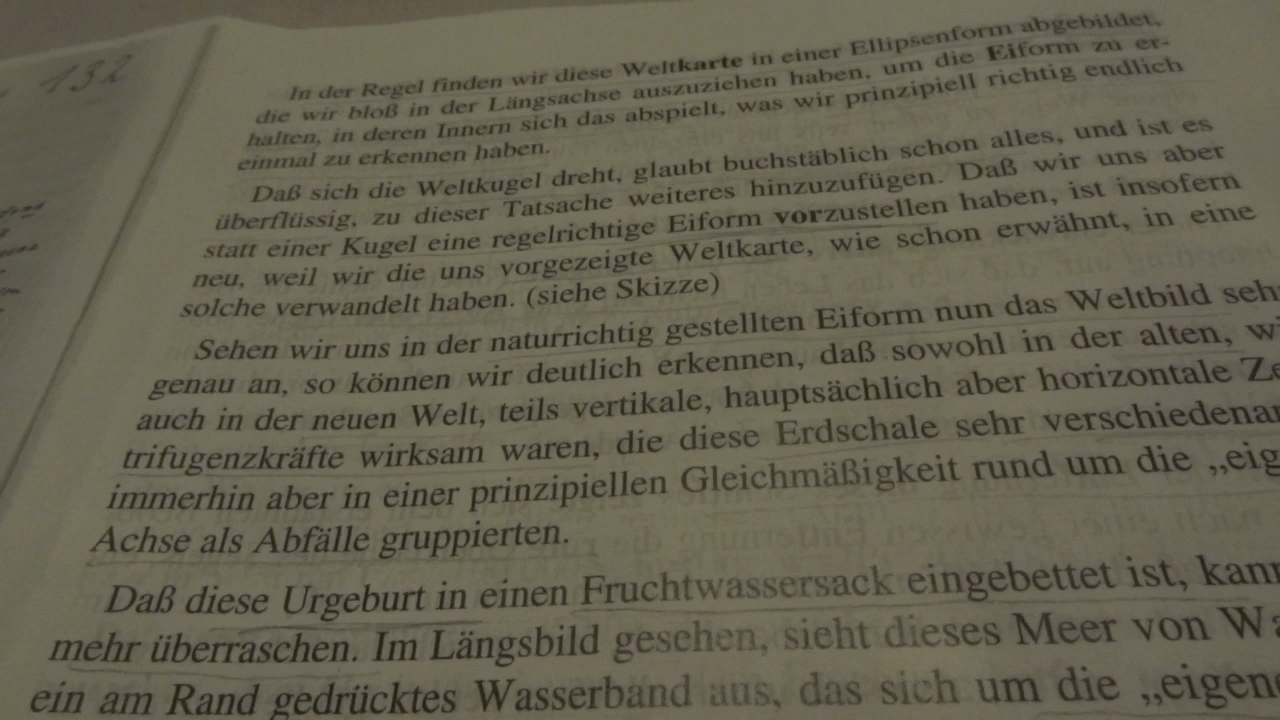 132
In der Regel finden wir diese Weltkarte in einer Ellipsenform abgebildet,
die wir bloß in der Längsachse auszuziehen haben, um die Eiform zu er-
halten, in deren Innern sich das abspielt, was wir prinzipiell richtig endlich
einmal zu erkennen haben.
Daß sich die Weltkugel dreht, glaubt buchstäblich schon alles, und ist es
überflüssig, zu dieser Tatsache weiteres hinzuzufügen. Daß wir uns aber
statt einer Kugel eine regelrichtige Eiform vorzustellen haben, ist insofern
neu, weil wir die uns vorgezeigte Weltkarte, wie schon erwähnt, in eine
solche verwandelt haben. (siehe Skizze)
Sehen wir uns in der naturrichtig gestellten Eiform nun das Weltbild sehr
genau an, so können wir deutlich erkennen, daß sowohl in der alten, wi
auch in der neuen Welt, teils vertikale, hauptsächlich aber horizontale Ze
trifugenzkräfte wirksam waren, die diese Erdschale sehr verschiedenar
immerhin aber in einer prinzipiellen Gleichmäßigkeit rund um die „eig
Achse als Abfälle gruppierten.
Daß diese Urgeburt in einen Fruchtwassersack eingebettet ist, kann
mehr überraschen. Im Längsbild gesehen, sieht dieses Meer von Wa
ein am Rand gedrücktes Wasserband aus, das sich um die „eigene